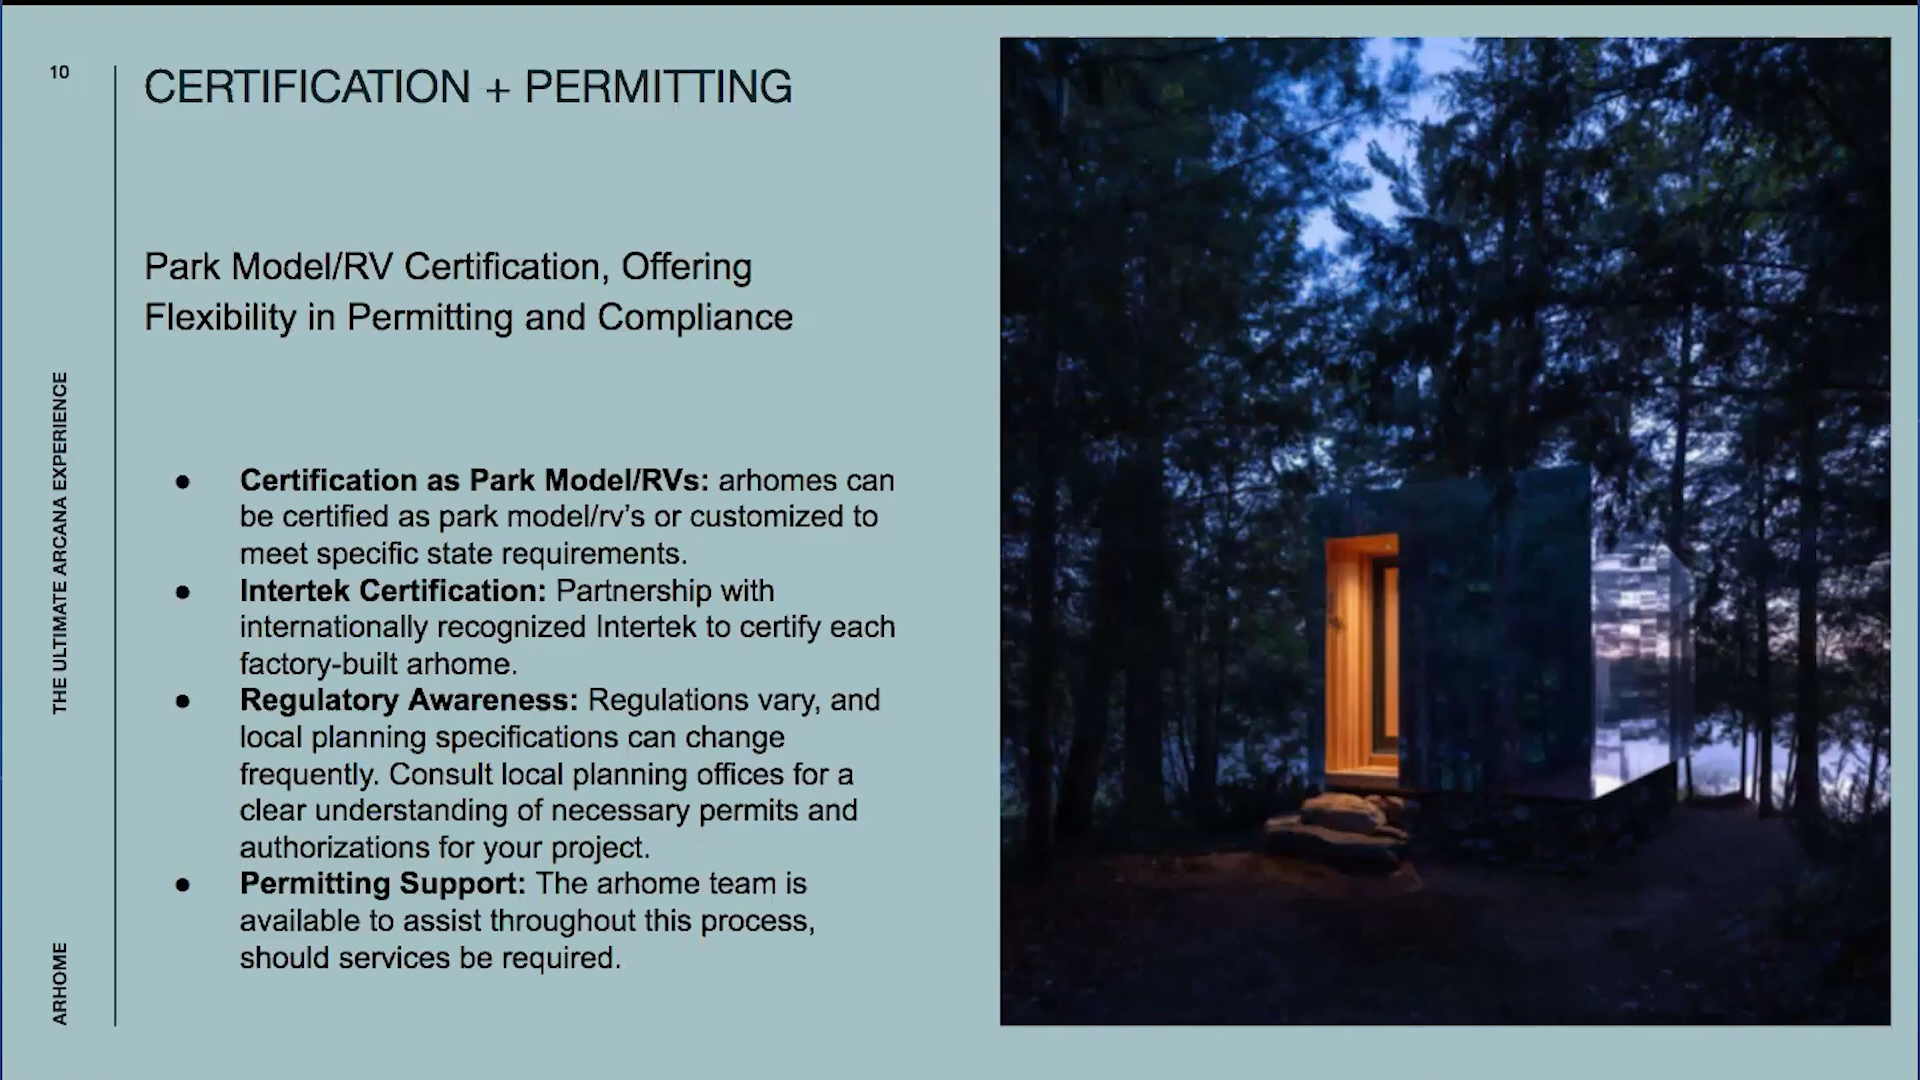 10
CERTIFICATION + PERMITTING
Park Model/RV Certification, Offering
Flexibility in Permitting and Compliance
● Certification as Park Model/RVs: arhomes can
be certified as park model/rv’s or customized to
meet specific state requirements.
● Intertek Certification: Partnership with
internationally recognized Intertek to certify each
factory-built arhome.
● Regulatory Awareness: Regulations vary, and
local planning specifications can change
frequently. Consult local planning offices for a
clear understanding of necessary permits and
authorizations for your project.
● Permitting Support: The arhome team is
available to assist throughout this process,
should services be required.
THE ULTIMATE ARCANA EXPERIENCE
ARHOME